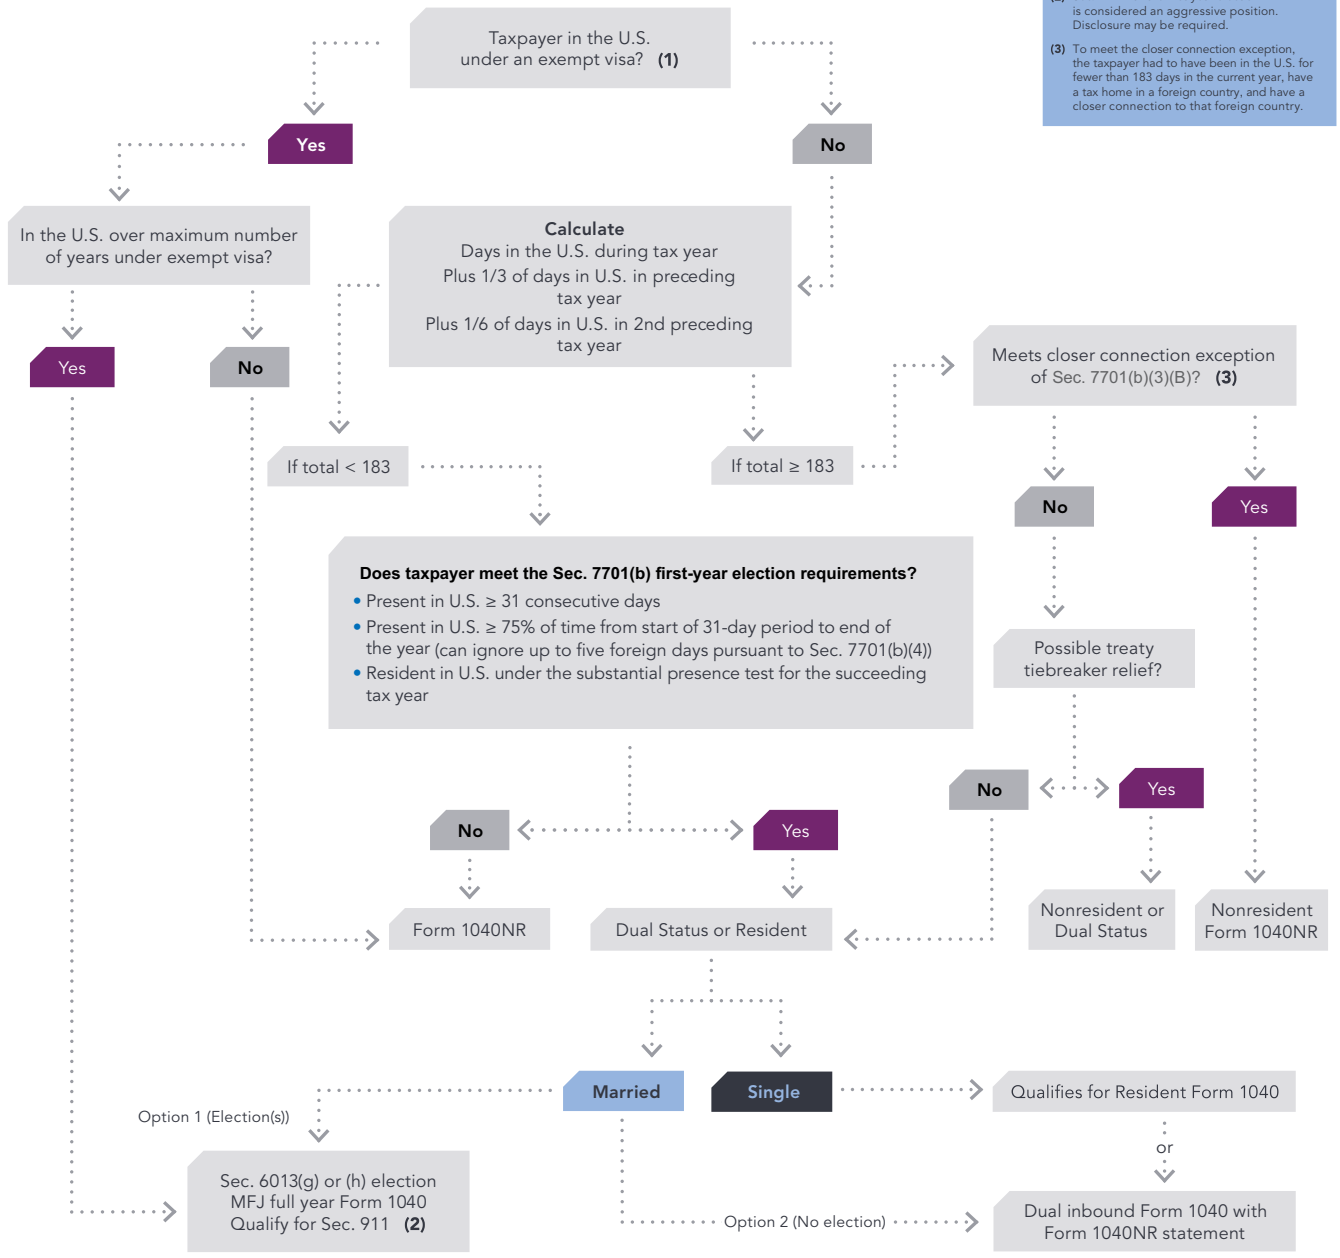 is considered an aggressive position.
Disclosure may be required.
(3) To meet the closer connection exception,
the taxpayer had to have been in the U.S. for
fewer than 183 days in the current year, have
a tax home in a foreign country, and have a
closer connection to that foreign country.
Taxpayer in the U.S.
under an exempt visa? (1)
Yes
No
In the U.S. over maximum number
of years under exempt visa?
Calculate
Days in the U.S. during tax year
Plus 1/3 of days in U.S. in preceding
tax year
Plus 1/6 of days in U.S. in 2nd preceding
tax year
Yes
No
Meets closer connection exception
of Sec. 7701(b)(3)(B)? (3)
If total < 183
If total ≥ 183
No
Yes
Does taxpayer meet the Sec. 7701(b) first-year election requirements?
• Present in U.S. ≥ 31 consecutive days
• Present in U.S. ≥ 75% of time from start of 31-day period to end of
the year (can ignore up to five foreign days pursuant to Sec. 7701(b)(4))
• Resident in U.S. under the substantial presence test for the succeeding
tax year
Possible treaty
tiebreaker relief?
No
Yes
No
Yes
Form 1040NR
Dual Status or Resident
Nonresident or
Dual Status
Nonresident
Form 1040NR
Married
Single
Qualifies for Resident Form 1040
Option 1 (Election(s))
or
Sec. 6013(g) or (h) election
MFJ full year Form 1040
Qualify for Sec. 911 (2)
Option 2 (No election)
Dual inbound Form 1040 with
Form 1040NR statement